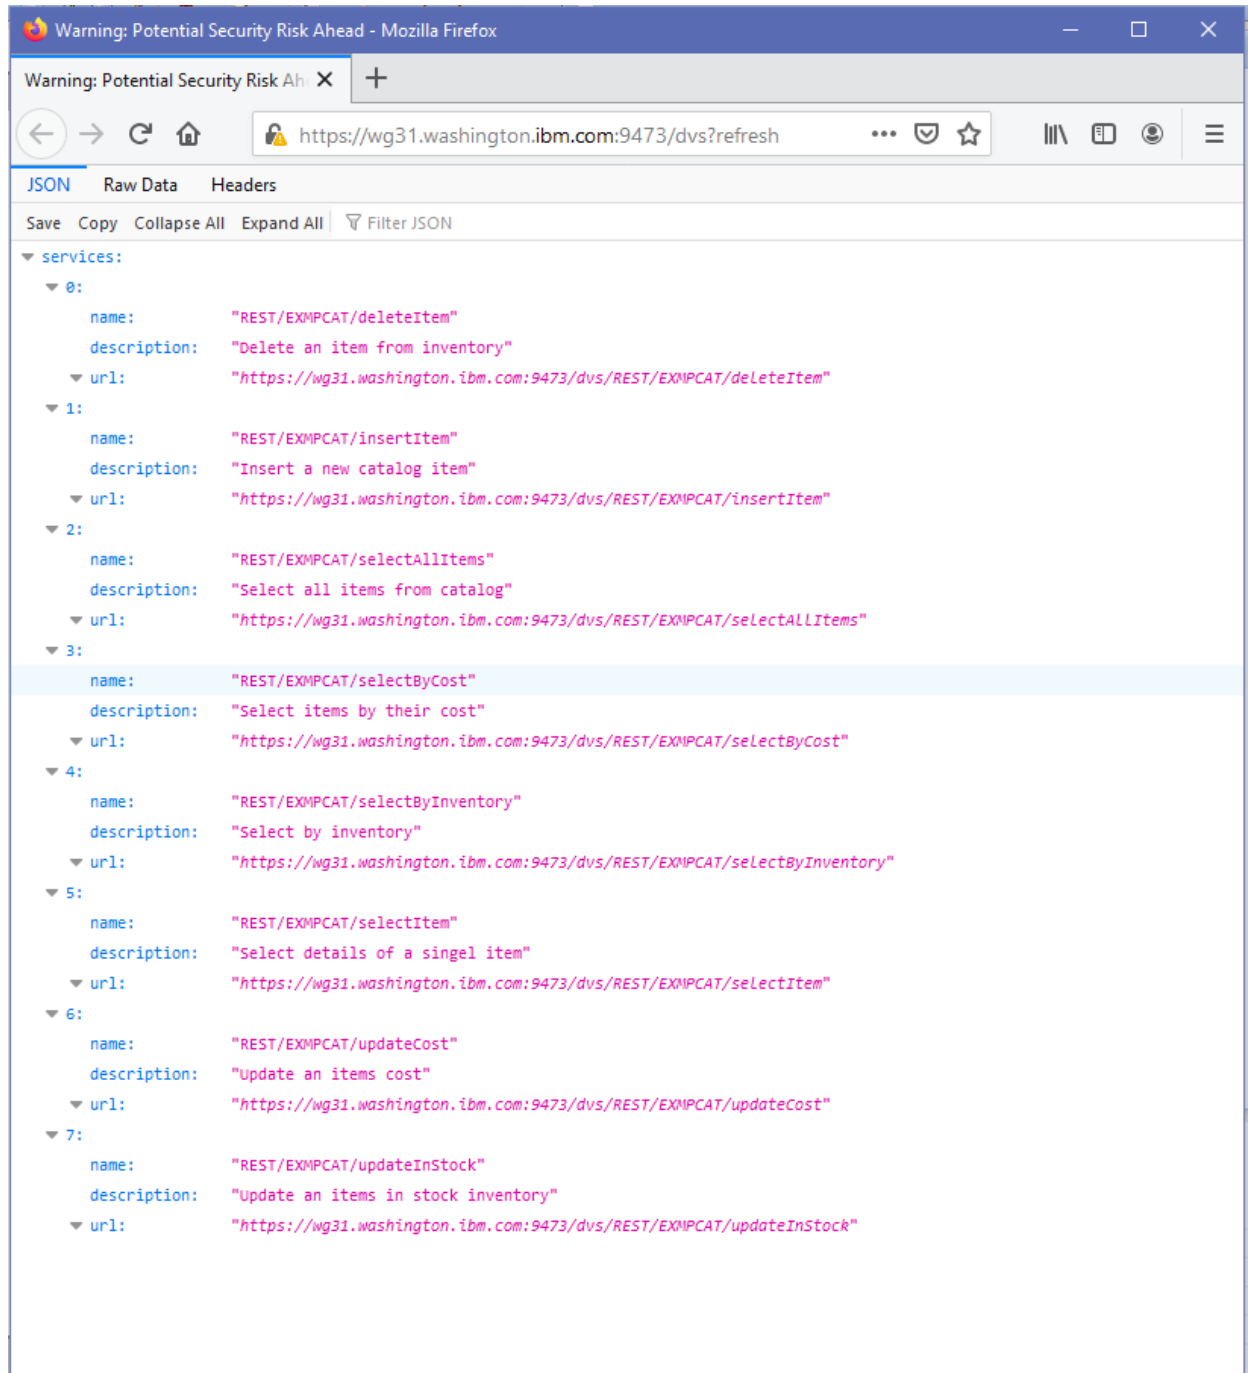 Warning: Potential Security Risk Ahead - Mozilla Firefox
Warning: Potential Security Risk Ah
https://wg31.washington.ibm.com:9473/dvs?refresh
JSON Raw Data Headers
Save Copy Collapse All Expand All Filter JSON
services:
0:
name: "REST/EXMPCAT/deleteItem"
description: "Delete an item from inventory"
url: "https://wg31.washington.ibm.com:9473/dvs/REST/EXMPCAT/deleteItem"
1:
name: "REST/EXMPCAT/insertItem"
description: "Insert a new catalog item"
url: "https://wg31.washington.ibm.com:9473/dvs/REST/EXMPCAT/insertItem"
2:
name: "REST/EXMPCAT/selectAllItems"
description: "Select all items from catalog"
url: "https://wg31.washington.ibm.com:9473/dvs/REST/EXMPCAT/selectAllItems"
3:
name: "REST/EXMPCAT/selectByCost"
description: "Select items by their cost"
url: "https://wg31.washington.ibm.com:9473/dvs/REST/EXMPCAT/selectByCost"
4:
name: "REST/EXMPCAT/selectByInventory"
description: "Select by inventory"
url: "https://wg31.washington.ibm.com:9473/dvs/REST/EXMPCAT/selectByInventory"
5:
name: "REST/EXMPCAT/selectItem"
description: "Select details of a singel item"
url: "https://wg31.washington.ibm.com:9473/dvs/REST/EXMPCAT/selectItem"
6:
name: "REST/EXMPCAT/updateCost"
description: "Update an items cost"
url: "https://wg31.washington.ibm.com:9473/dvs/REST/EXMPCAT/updateCost"
7:
name: "REST/EXMPCAT/updateInStock"
description: "Update an items in stock inventory"
url: "https://wg31.washington.ibm.com:9473/dvs/REST/EXMPCAT/updateInStock"